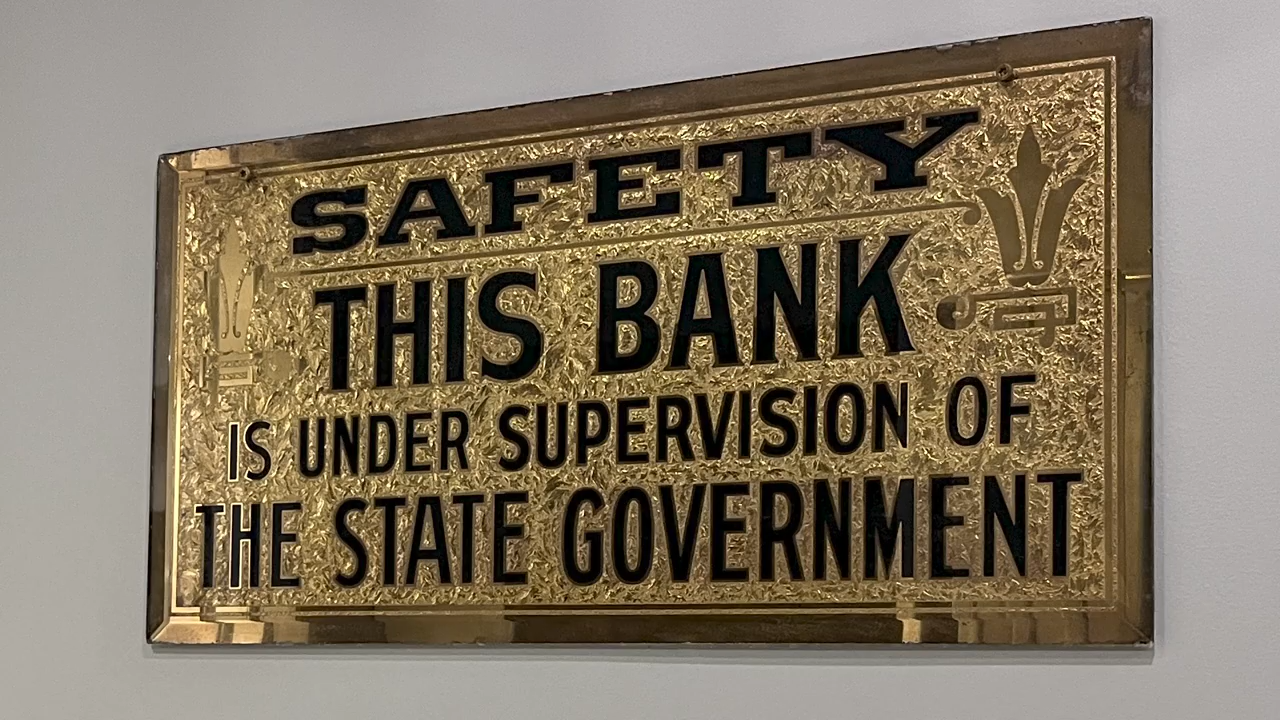 SAFETY
THIS BANK
IS UNDER SUPERVISION OF
THE STATE GOVERNMENT